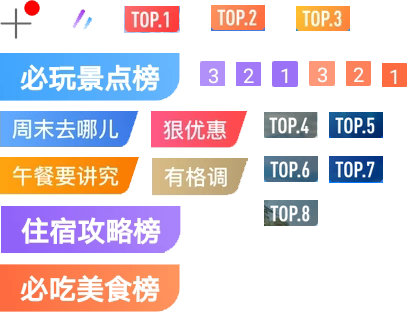 TOP.1 TOP.2 TOP.3
必玩景点榜 3 2 1 3 2 1
周末去哪儿 狠优惠 TOP.4 TOP.5
午餐要讲究 有格调 TOP.6 TOP.7
TOP.8
住宿攻略榜
必吃美食榜